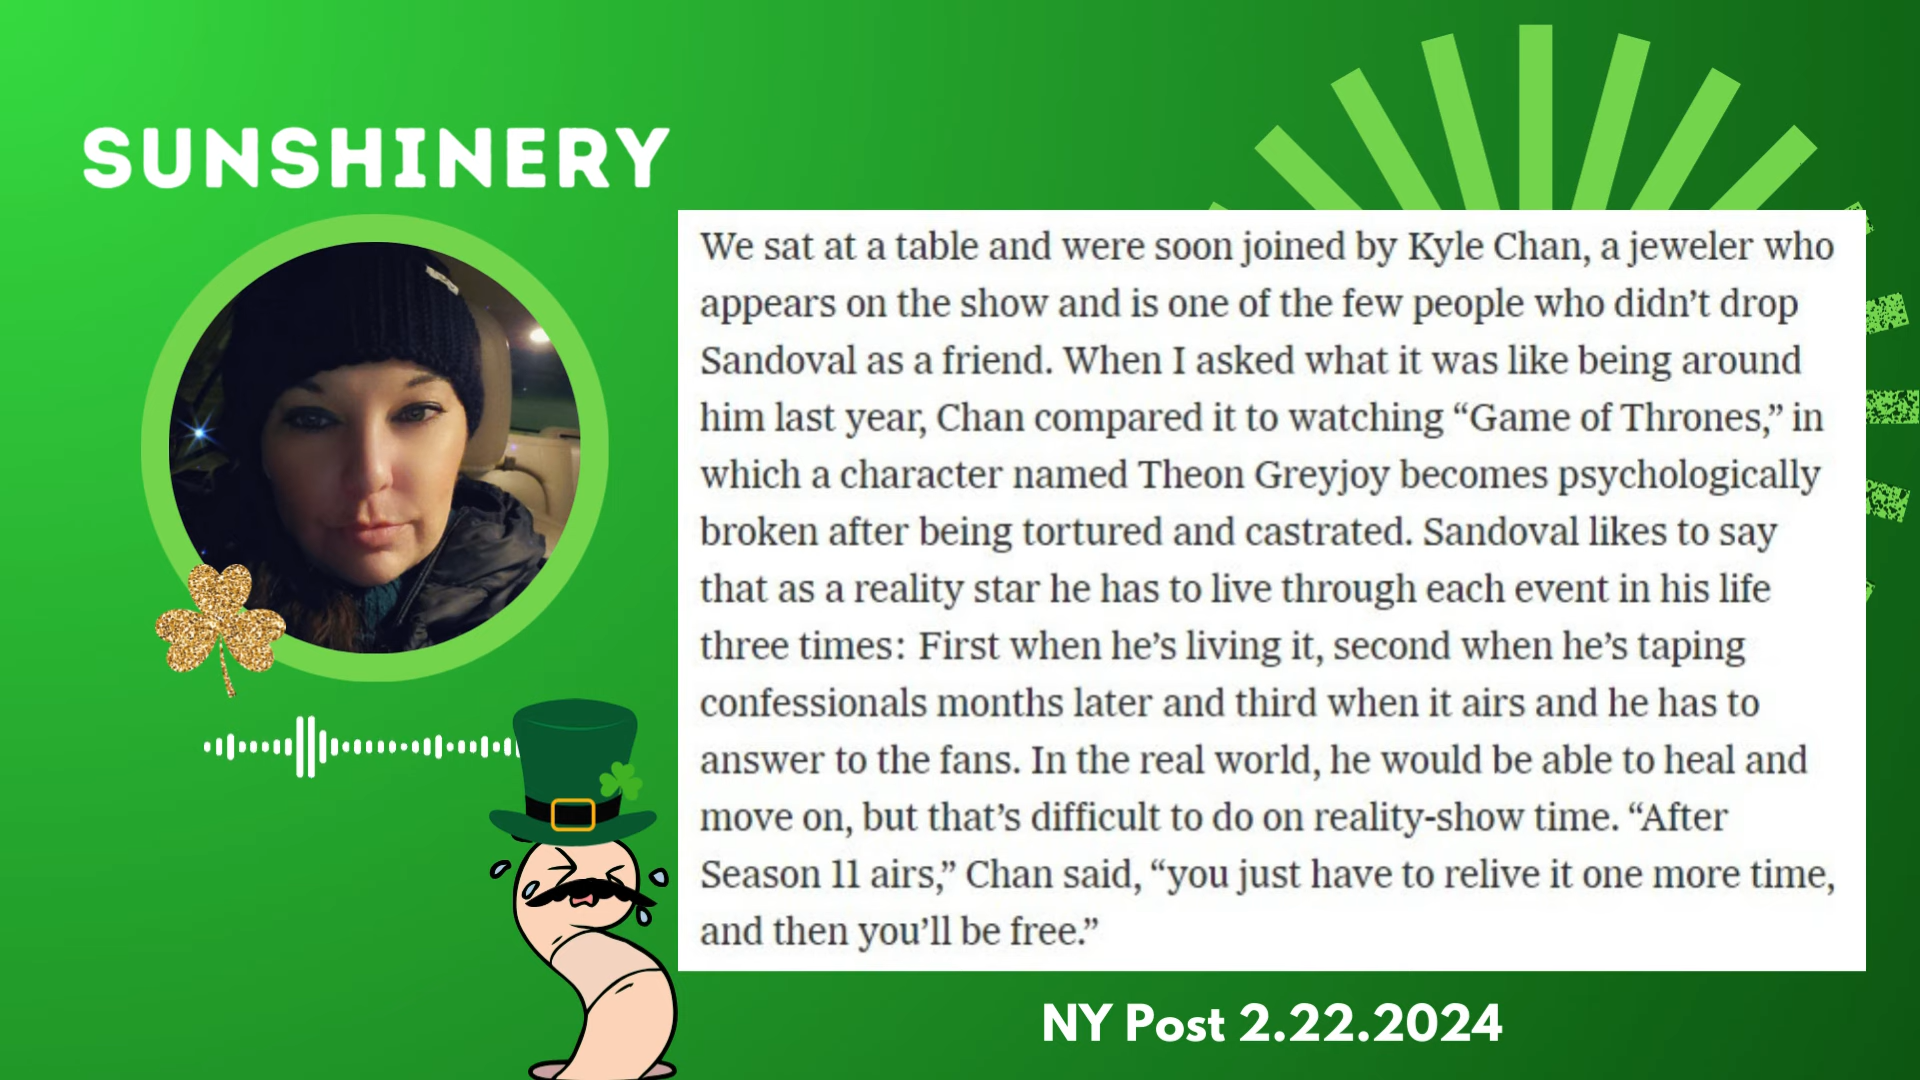 SUNSHINERY
We sat at a table and were soon joined by Kyle Chan, a jeweler who
appears on the show and is one of the few people who didn’t drop
Sandoval as a friend. When I asked what it was like being around
him last year, Chan compared it to watching “Game of Thrones,” in
which a character named Theon Greyjoy becomes psychologically
broken after being tortured and castrated. Sandoval likes to say
that as a reality star he has to live through each event in his life
three times: First when he’s living it, second when he’s taping
confessionals months later and third when it airs and he has to
answer to the fans. In the real world, he would be able to heal and
move on, but that’s difficult to do on reality-show time. “After
Season 11 airs,” Chan said, “you just have to relive it one more time,
and then you’ll be free.”
NY Post 2.22.2024